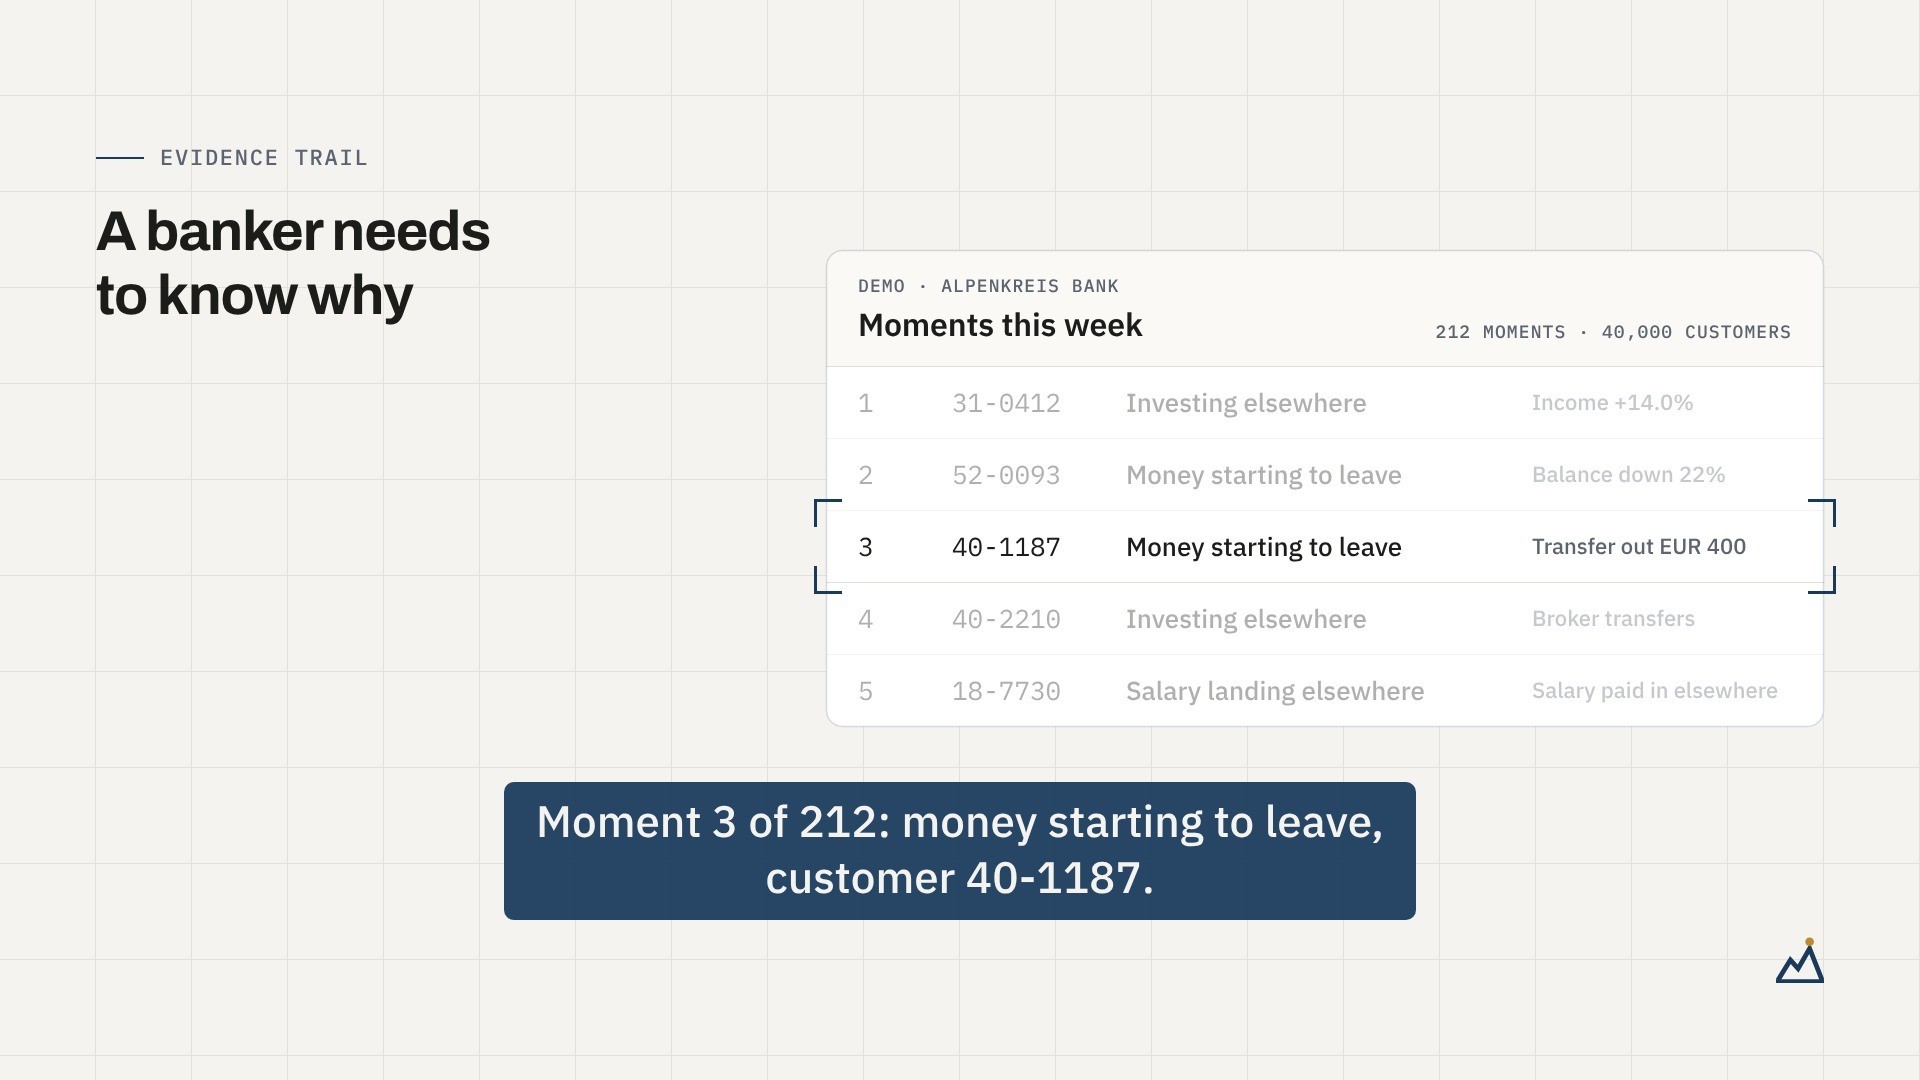 EVIDENCE TRAIL
A banker needs
to know why
DEMO · ALPENKREIS BANK
Moments this week
212 MOMENTS · 40,000 CUSTOMERS
1 31-0412 Investing elsewhere Income +14.0%
2 52-0093 Money starting to leave Balance down 22%
3 40-1187 Money starting to leave Transfer out EUR 400
4 40-2210 Investing elsewhere Broker transfers
5 18-7730 Salary landing elsewhere Salary paid in elsewhere
Moment 3 of 212: money starting to leave,
customer 40-1187.